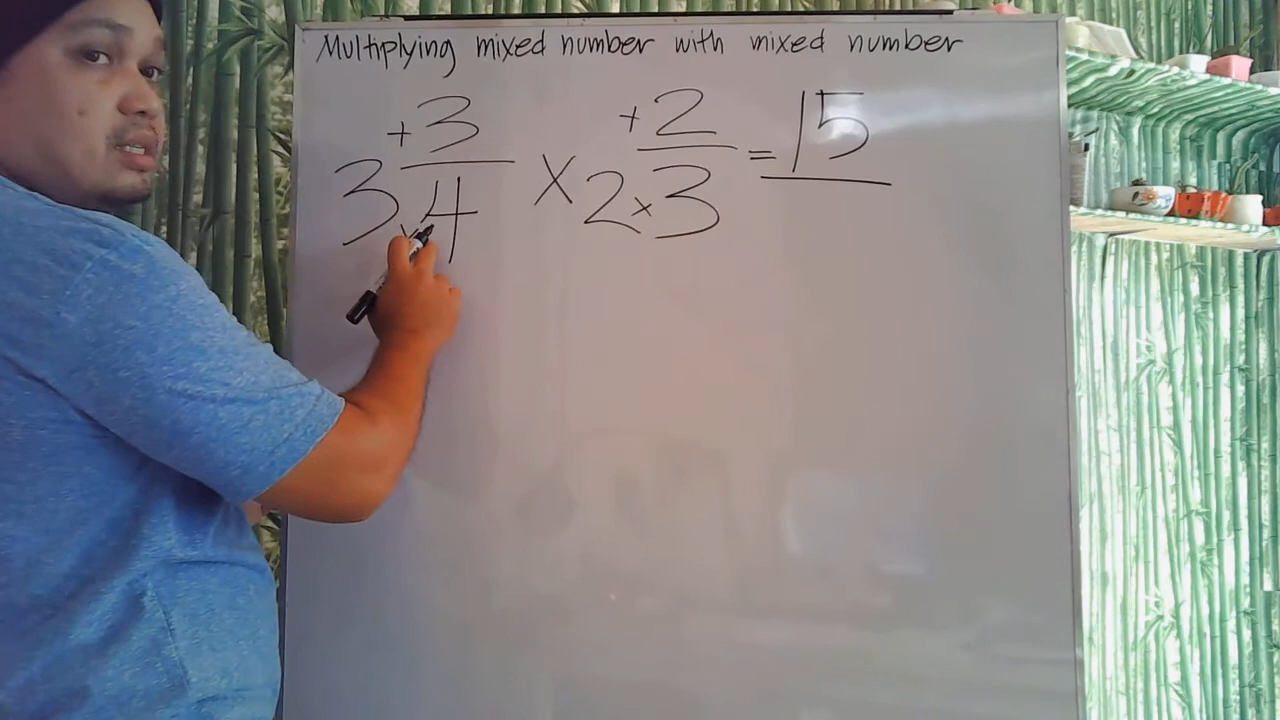 Multiplying mixed number with mixed number
3 × +3/4 × 2 × +2/3 = 15/